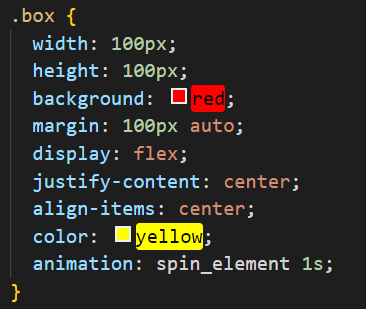 .box {
  width: 100px;
  height: 100px;
  background: red;
  margin: 100px auto;
  display: flex;
  justify-content: center;
  align-items: center;
  color: yellow;
  animation: spin_element 1s;
}